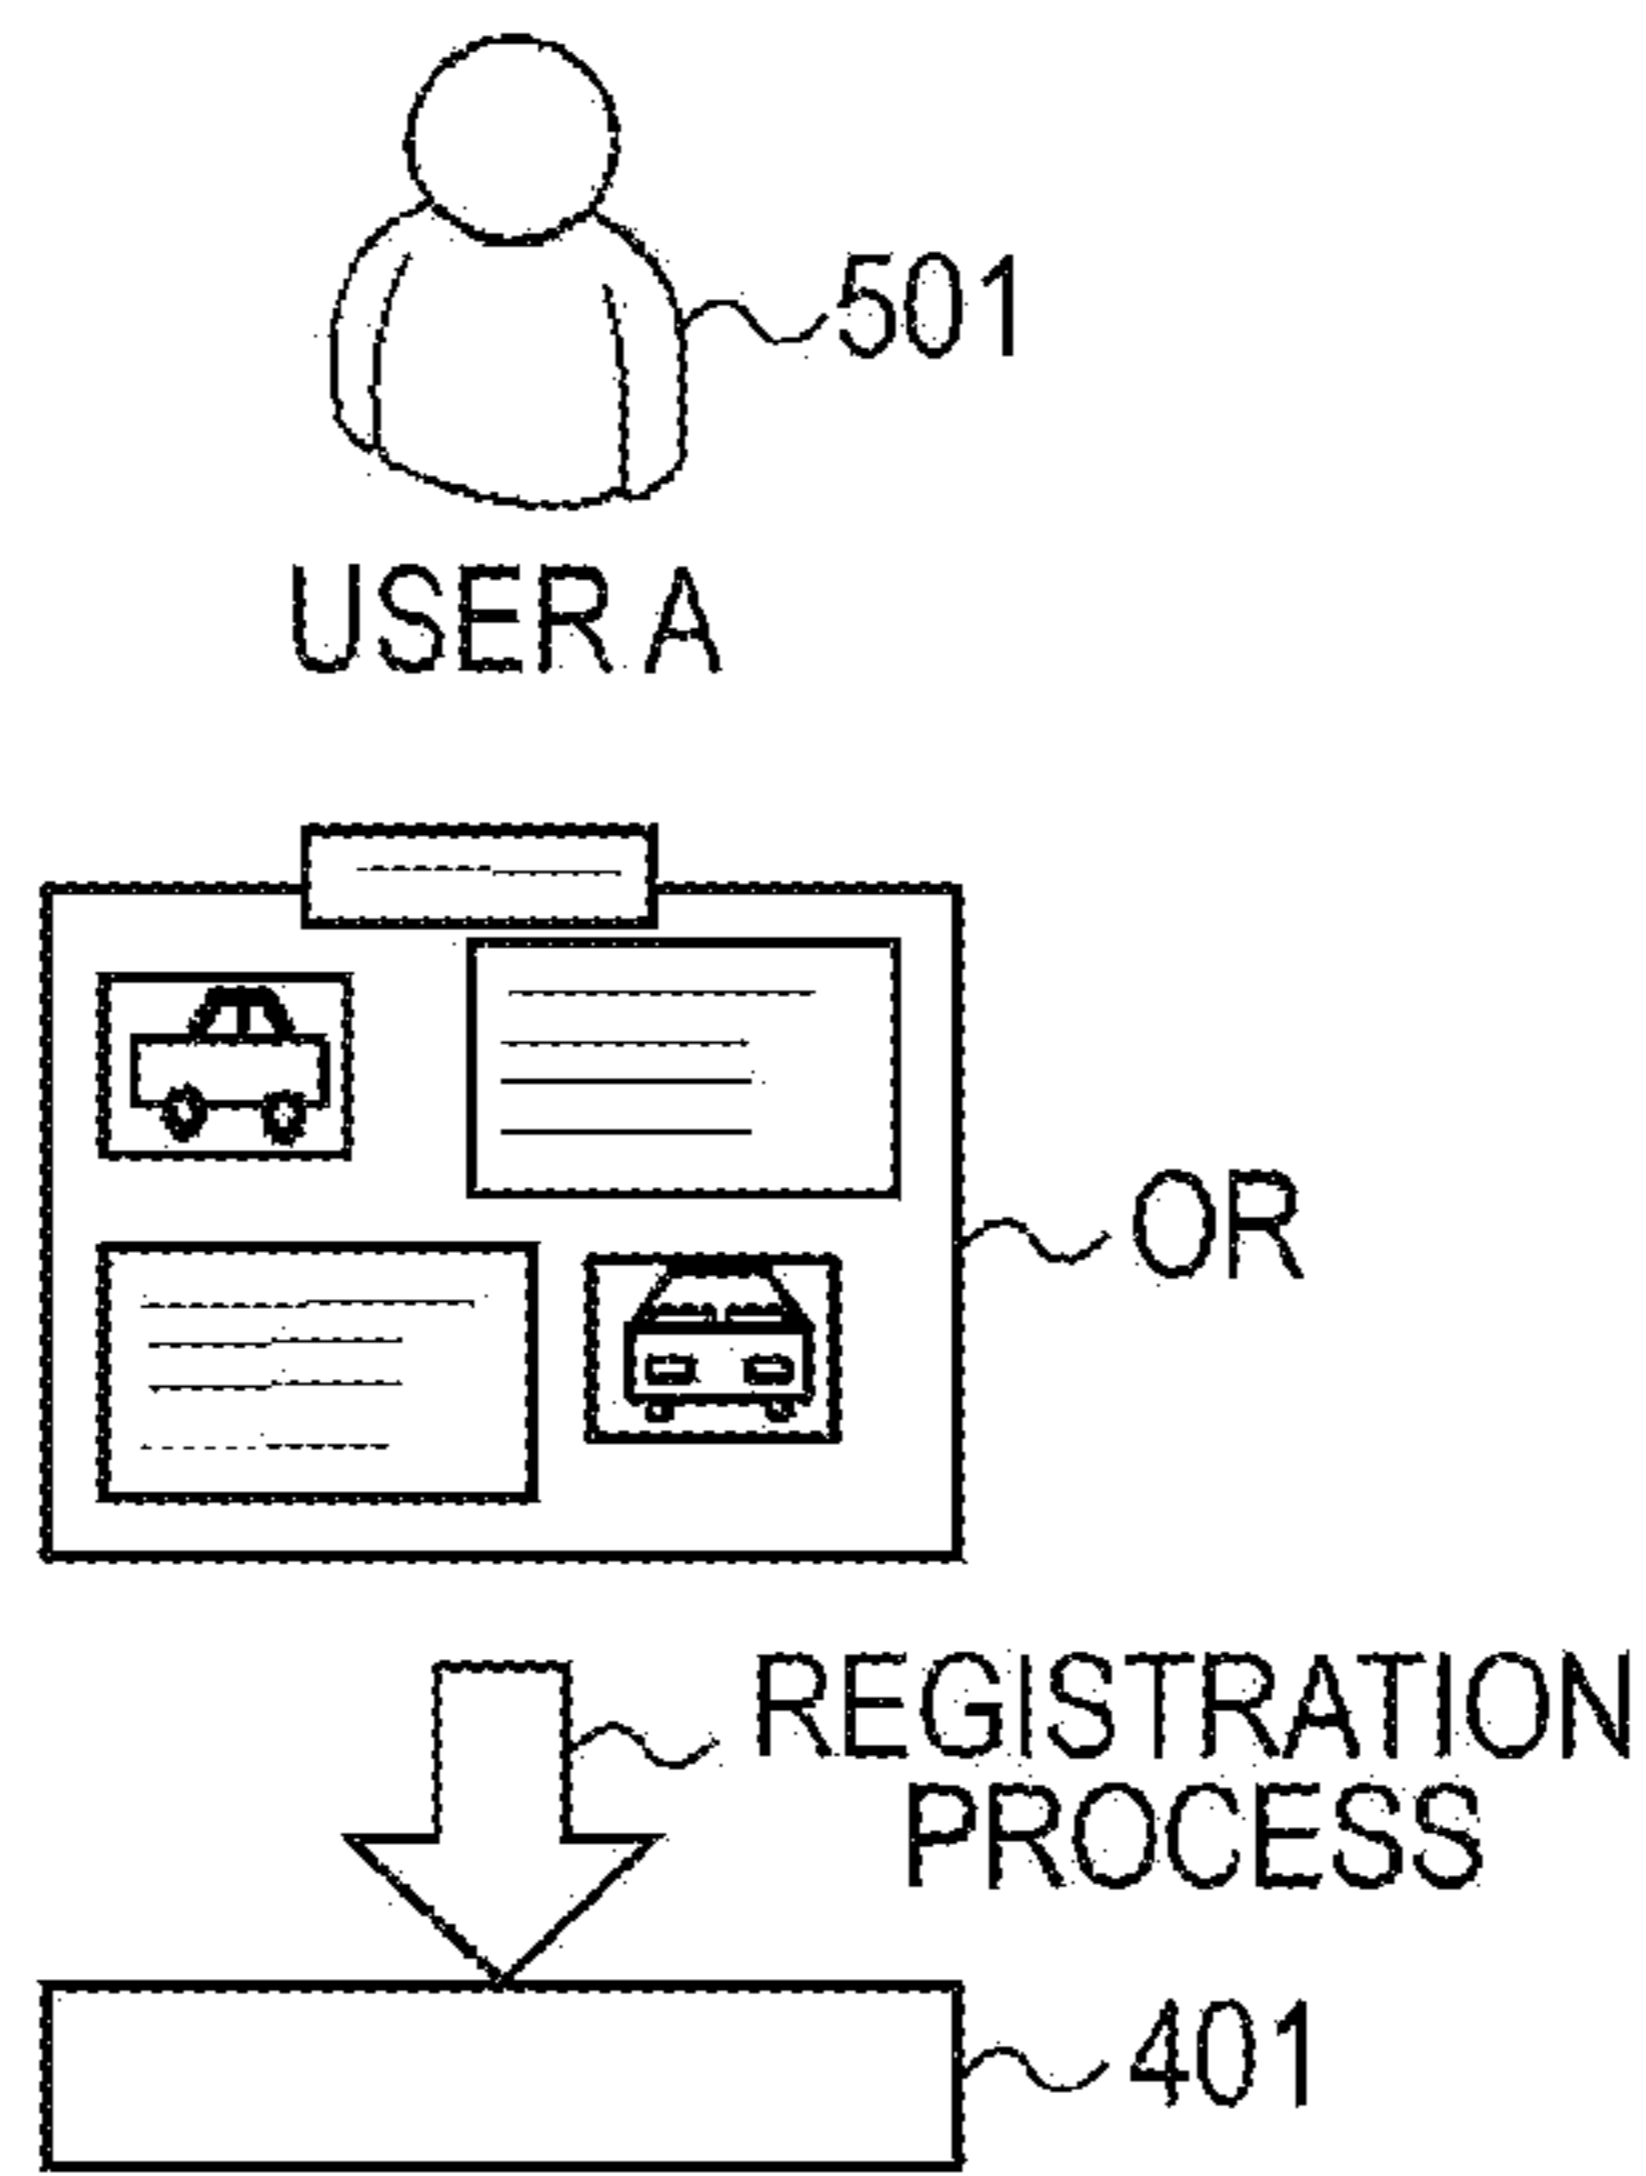 501
USER A
OR
REGISTRATION
PROCESS
401